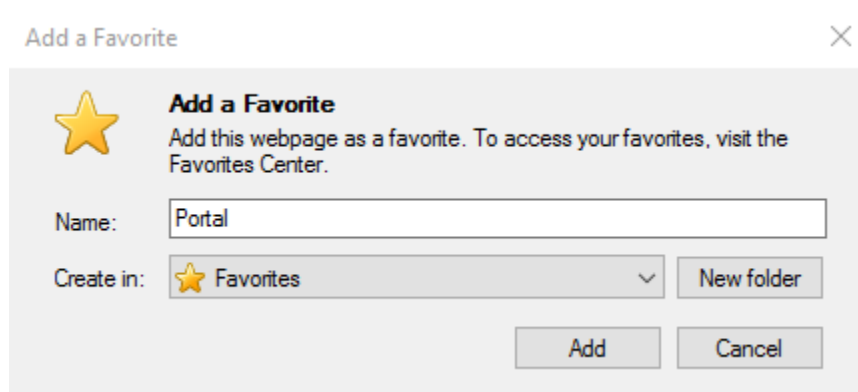 Add a Favorite
Add a Favorite
Add this webpage as a favorite. To access your favorites, visit the
Favorites Center.
Name: Portal
Create in: Favorites New folder
Add Cancel